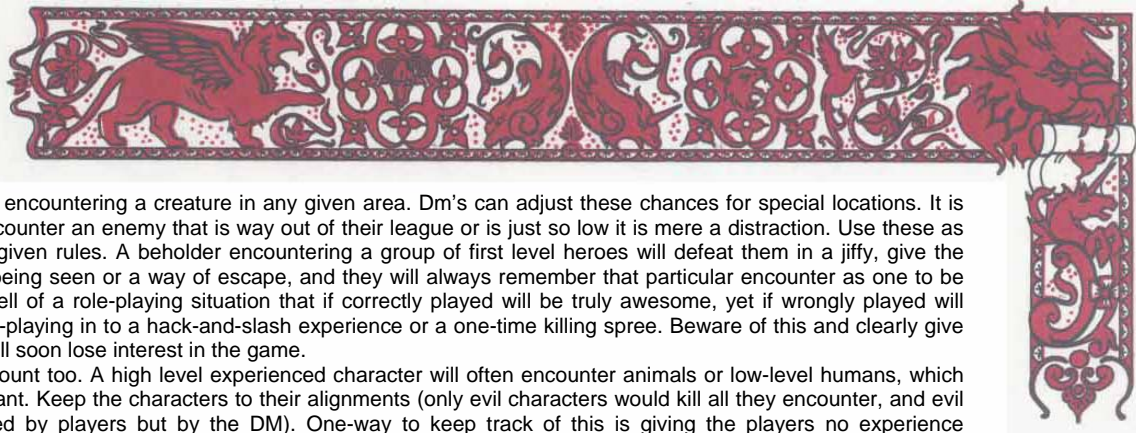 encountering a creature in any given area. Dm's can adjust these chances for special locations. It is
counter an enemy that is way out of their league or is just so low it is mere a distraction. Use these as
given rules. A beholder encountering a group of first level heroes will defeat them in a jiffy, give the
being seen or a way of escape, and they will always remember that particular encounter as one to be
ell of a role-playing situation that if correctly played will be truly awesome, yet if wrongly played will
-playing in to a hack-and-slash experience or a one-time killing spree. Beware of this and clearly give
ll soon lose interest in the game.
ount too. A high level experienced character will often encounter animals or low-level humans, which
ant. Keep the characters to their alignments (only evil characters would kill all they encounter, and evil
ed by players but by the DM). One-way to keep track of this is giving the players no experience